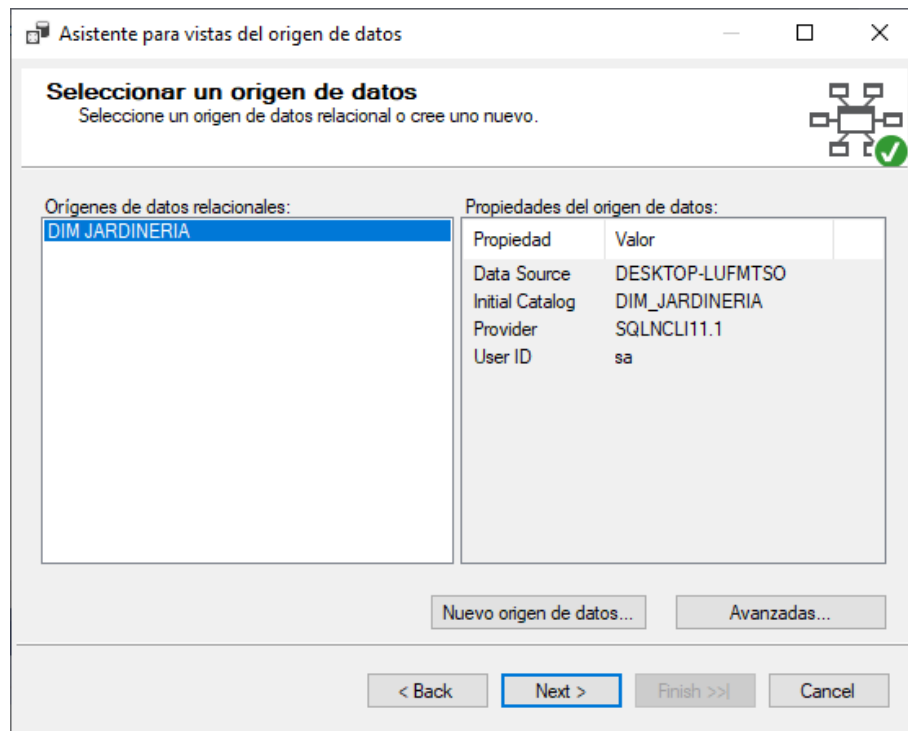 Asistente para vistas del origen de datos
Seleccionar un origen de datos
Seleccione un origen de datos relacional o cree uno nuevo.
Orígenes de datos relacionales:
DIM JARDINERIA
Propiedades del origen de datos:
Propiedad Valor
Data Source DESKTOP-LUFMTSO
Initial Catalog DIM_JARDINERIA
Provider SQLNCLI11.1
User ID sa
Nuevo origen de datos... Avanzadas...
< Back Next > Finish >>| Cancel